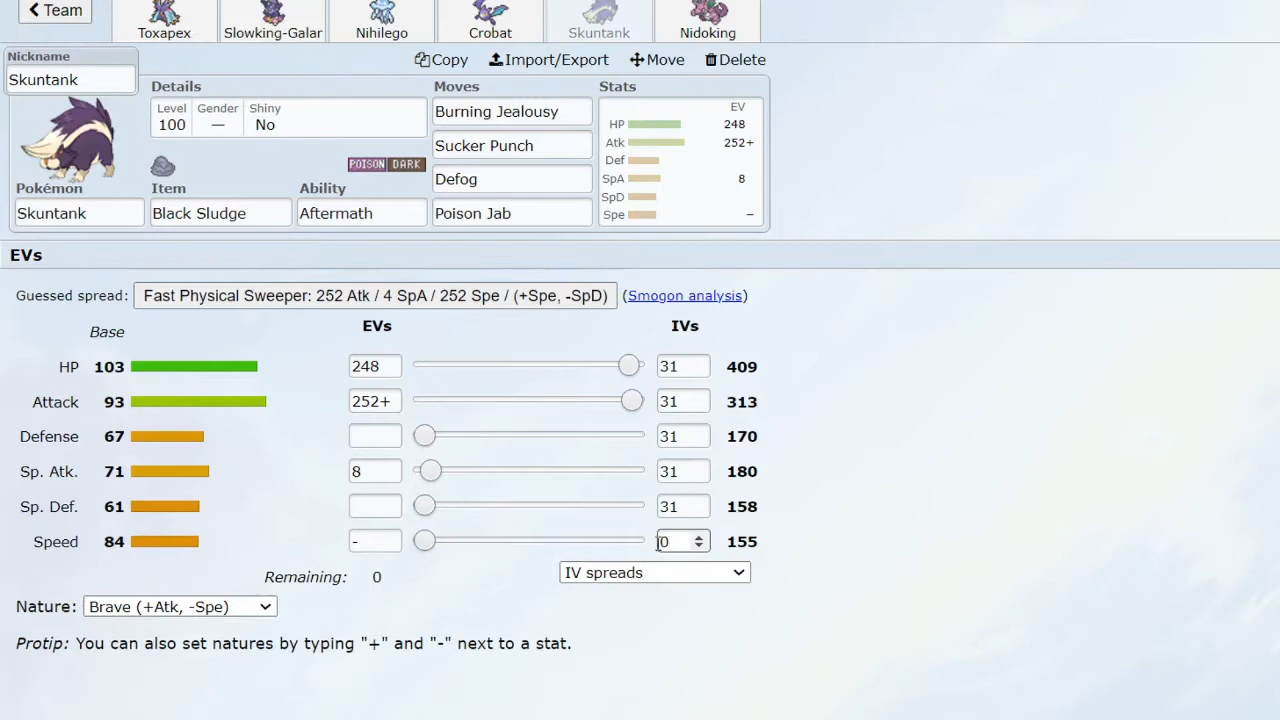 Team
Toxapex Slowking-Galar Nihilego Crobat Skuntank Nidoking
Nickname
Skuntank
Copy Import/Export Move Delete
Details
Level Gender Shiny
100 — No
POISON DARK
Pokémon Item Ability
Skuntank Black Sludge Aftermath
Moves
Burning Jealousy
Sucker Punch
Defog
Poison Jab
Stats
EV
HP 248
Atk 252+
Def
SpA 8
SpD
Spe –
EVs
Guessed spread: Fast Physical Sweeper: 252 Atk / 4 SpA / 252 Spe / (+Spe, -SpD) (Smogon analysis)
Base EVs IVs
HP 103 248 31 409
Attack 93 252+ 31 313
Defense 67 31 170
Sp. Atk. 71 8 31 180
Sp. Def. 61 31 158
Speed 84 - 0 155
Remaining: 0 IV spreads
Nature: Brave (+Atk, -Spe)
Protip: You can also set natures by typing "+" and "-" next to a stat.